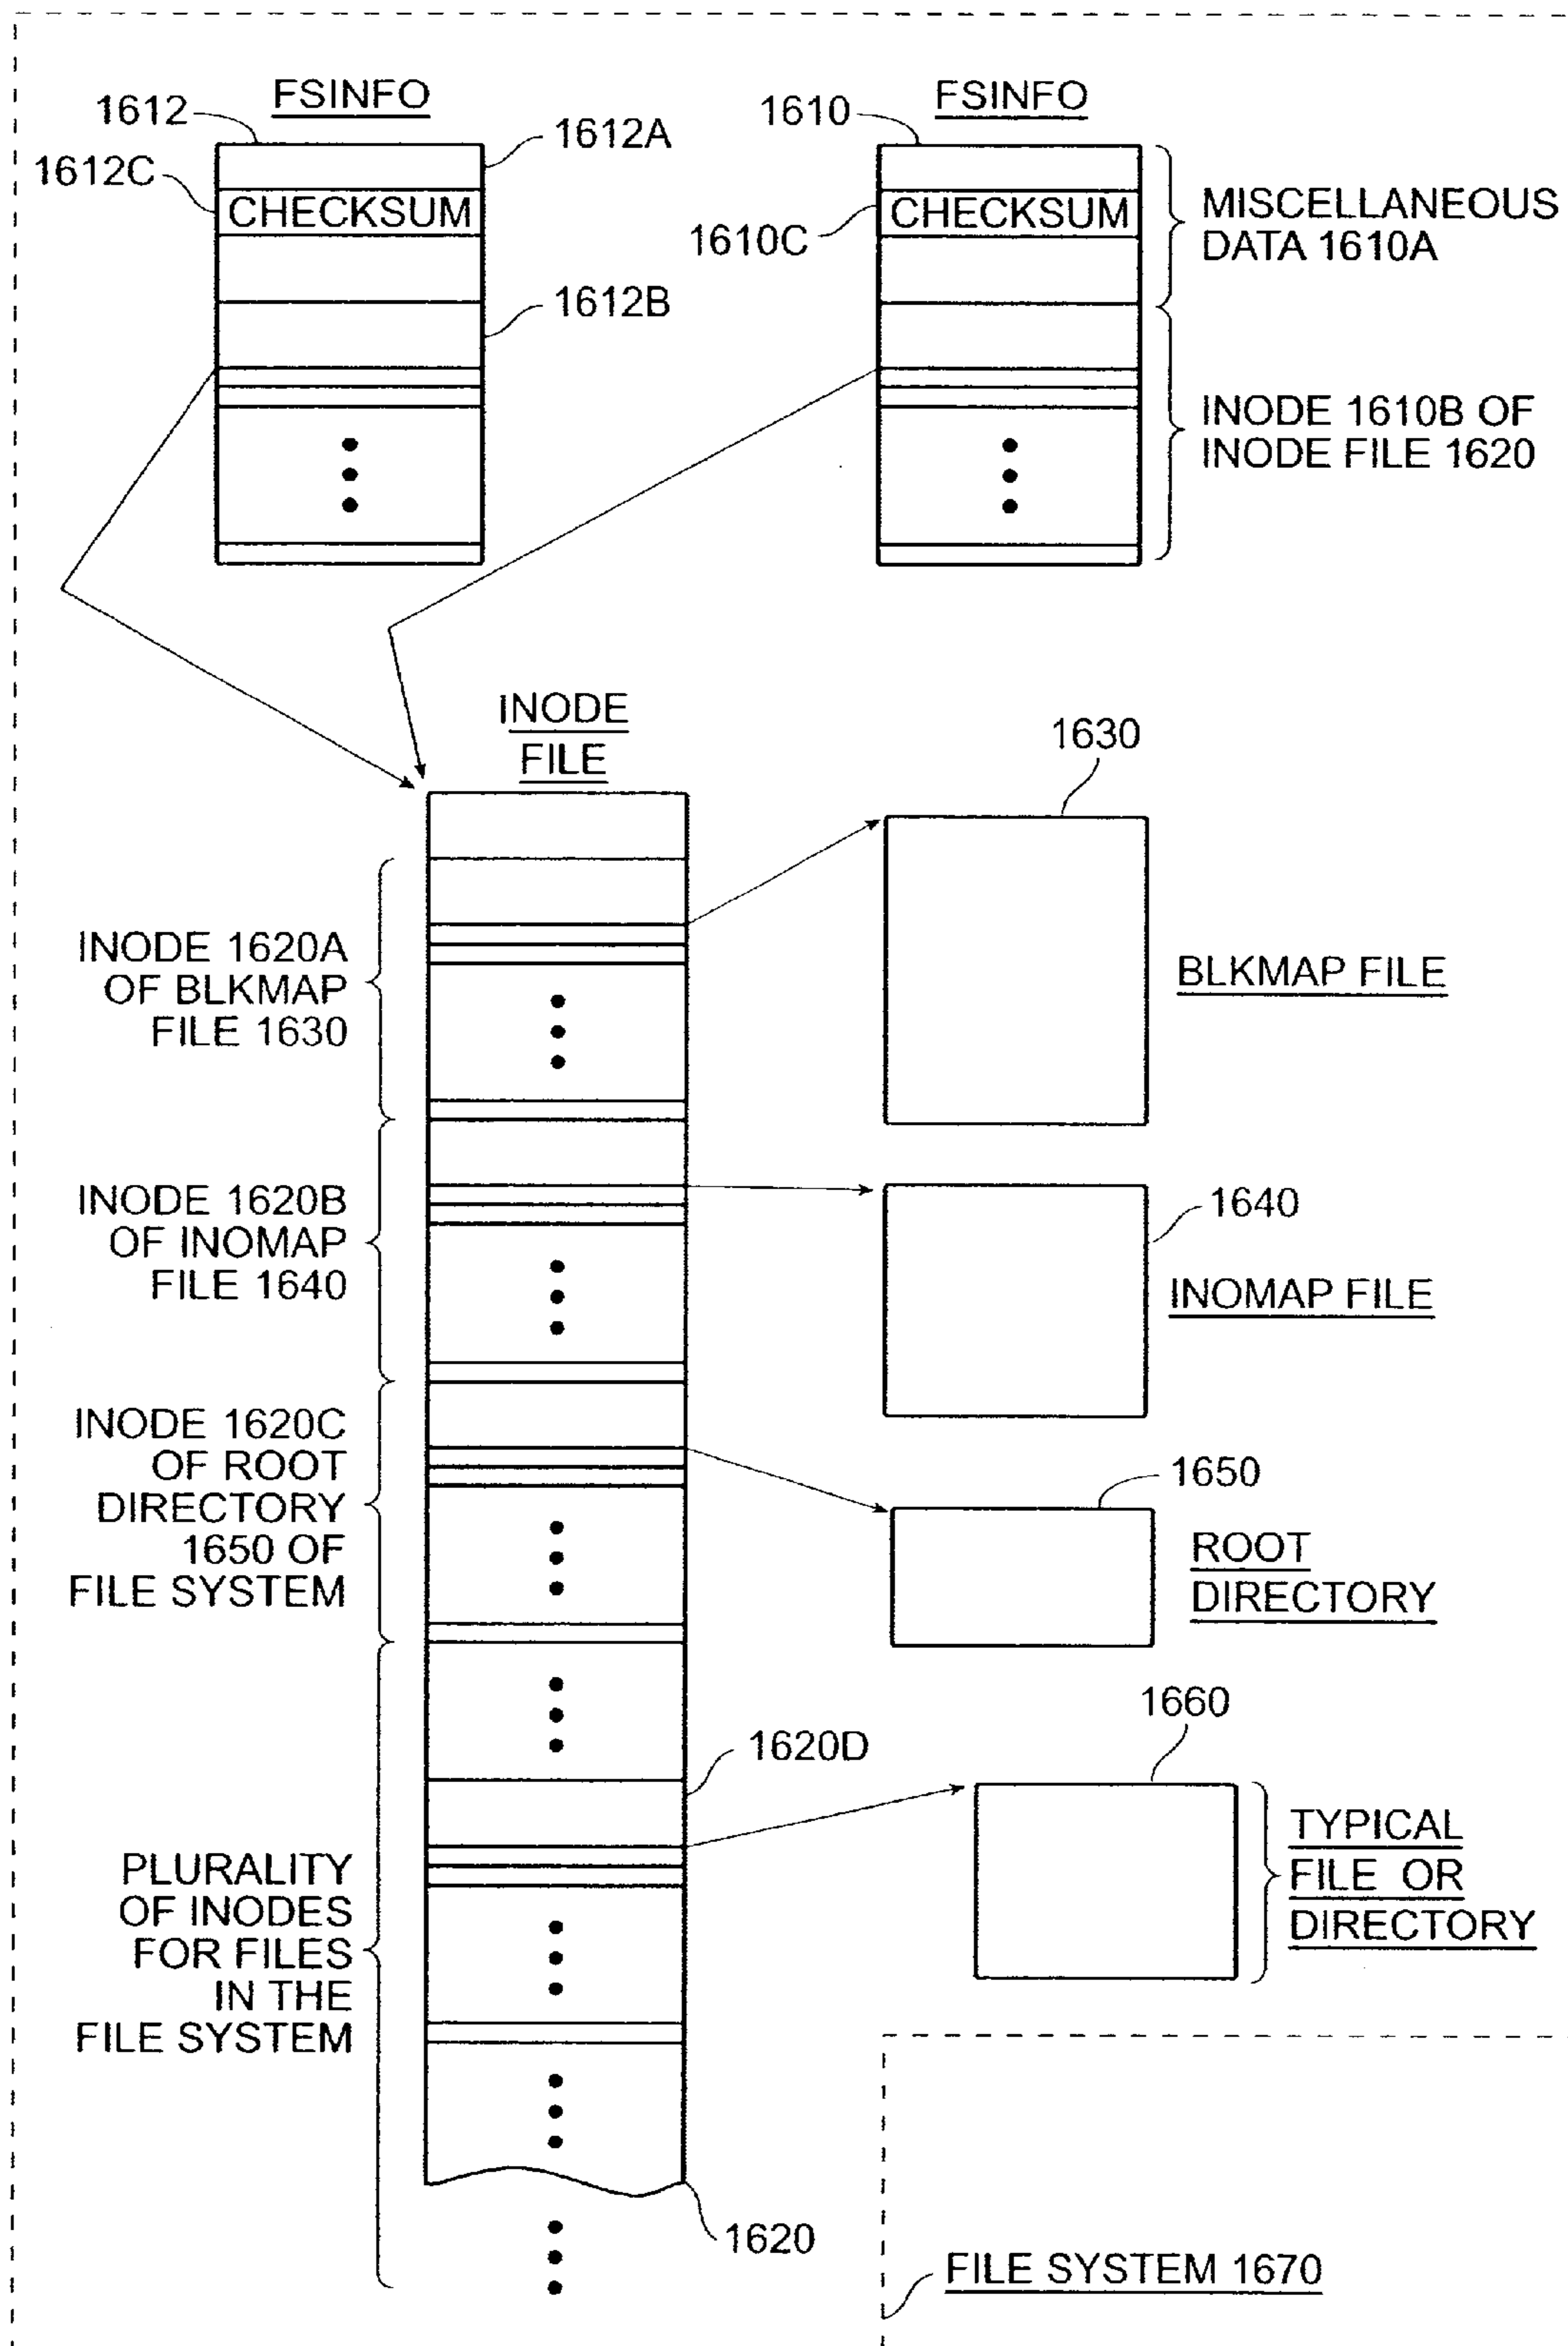 FSINFO
1612
1612A
1612C
CHECKSUM
1612B
FSINFO
1610
CHECKSUM
1610C
MISCELLANEOUS
DATA 1610A
INODE 1610B OF
INODE FILE 1620
INODE
FILE
1630
INODE 1620A
OF BLKMAP
FILE 1630
BLKMAP FILE
INODE 1620B
OF INOMAP
FILE 1640
1640
INOMAP FILE
INODE 1620C
OF ROOT
DIRECTORY
1650 OF
FILE SYSTEM
1650
ROOT
DIRECTORY
1660
1620D
TYPICAL
FILE OR
DIRECTORY
PLURALITY
OF INODES
FOR FILES
IN THE
FILE SYSTEM
1620
FILE SYSTEM 1670